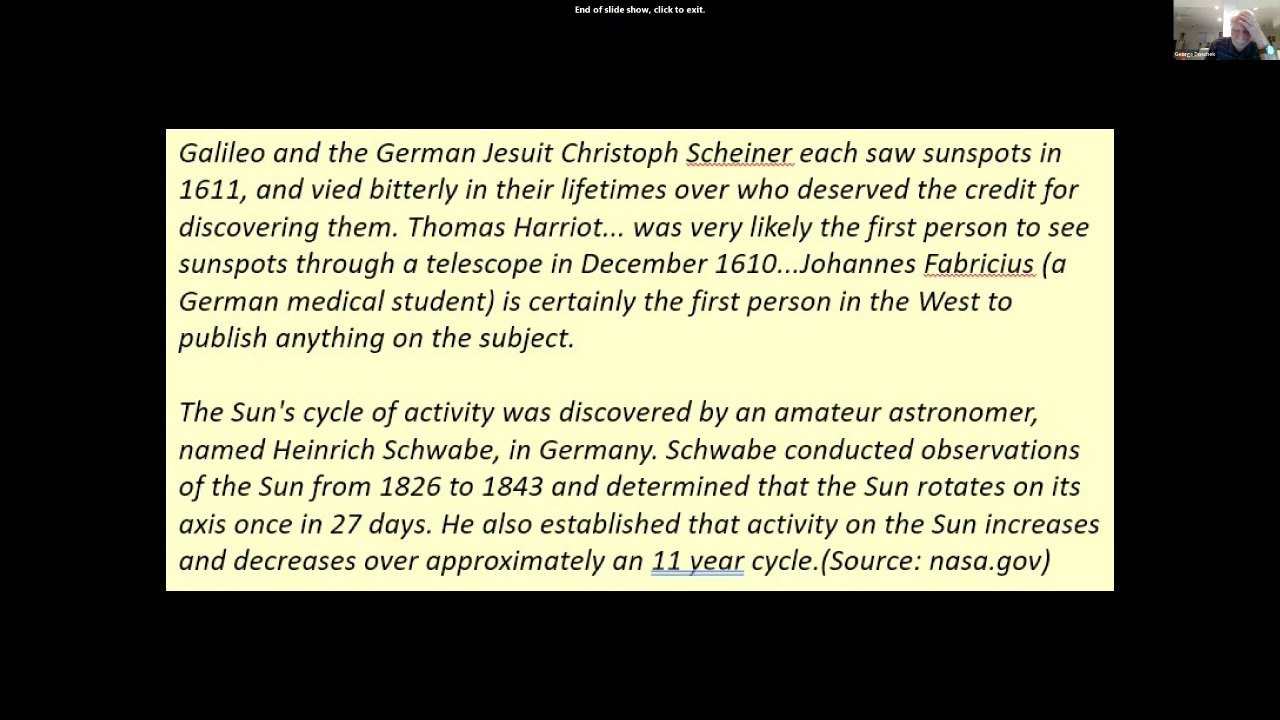 End of slide show, click to exit.
George Doschek
Galileo and the German Jesuit Christoph Scheiner each saw sunspots in
1611, and vied bitterly in their lifetimes over who deserved the credit for
discovering them. Thomas Harriot... was very likely the first person to see
sunspots through a telescope in December 1610...Johannes Fabricius (a
German medical student) is certainly the first person in the West to
publish anything on the subject.
The Sun's cycle of activity was discovered by an amateur astronomer,
named Heinrich Schwabe, in Germany. Schwabe conducted observations
of the Sun from 1826 to 1843 and determined that the Sun rotates on its
axis once in 27 days. He also established that activity on the Sun increases
and decreases over approximately an 11 year cycle.(Source: nasa.gov)